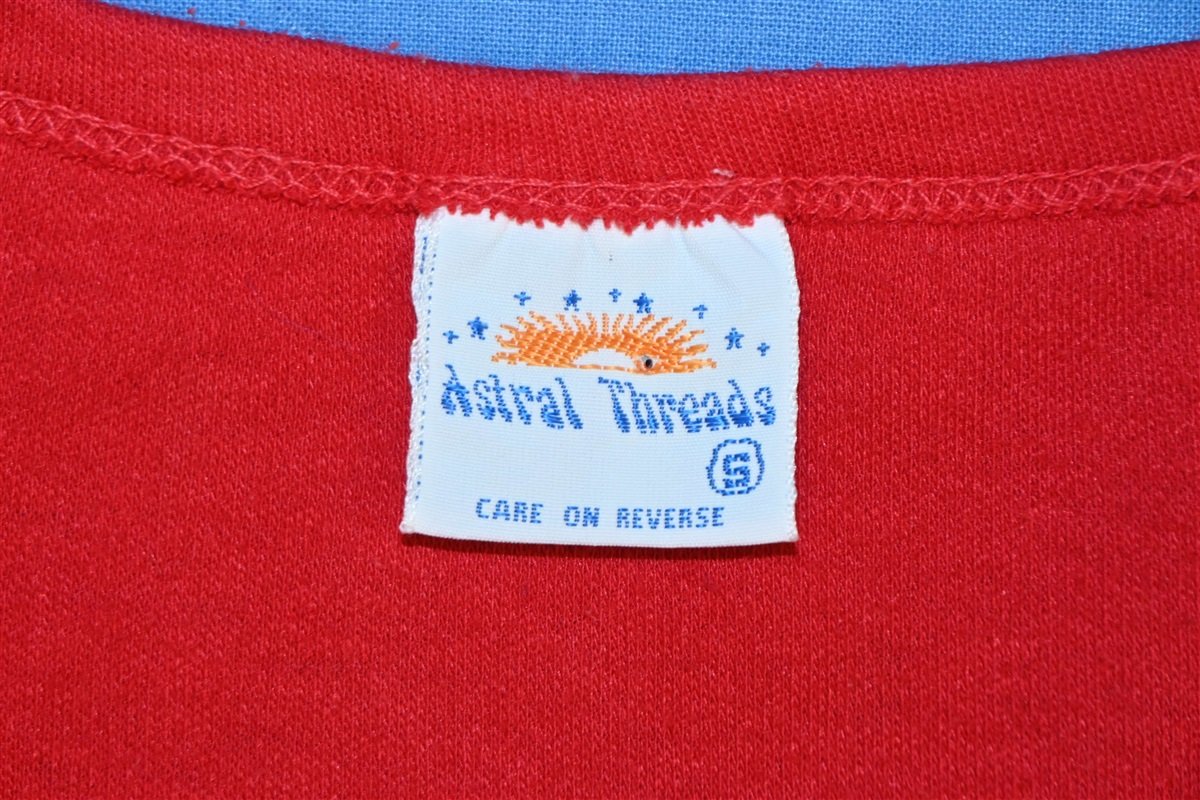 Astral Threads
S
CARE ON REVERSE